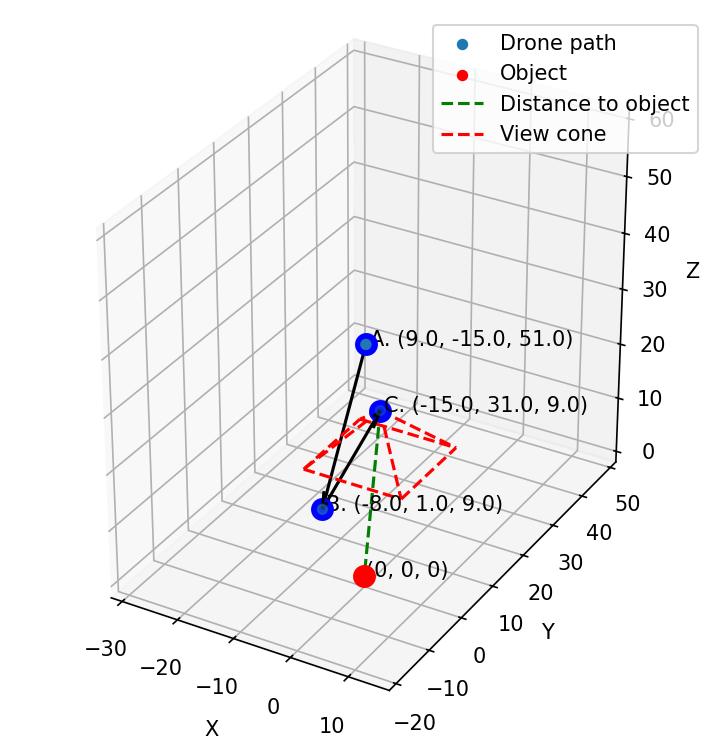 Drone path
Object
Distance to object
View cone
60
50
40
30
20
10
0
Z
A. (9.0, -15.0, 51.0)
C. (-15.0, 31.0, 9.0)
B. (-8.0, 1.0, 9.0)
(0, 0, 0)
50
40
30
20
10
0
−10
−20
Y
−30
−20
−10
0
10
X